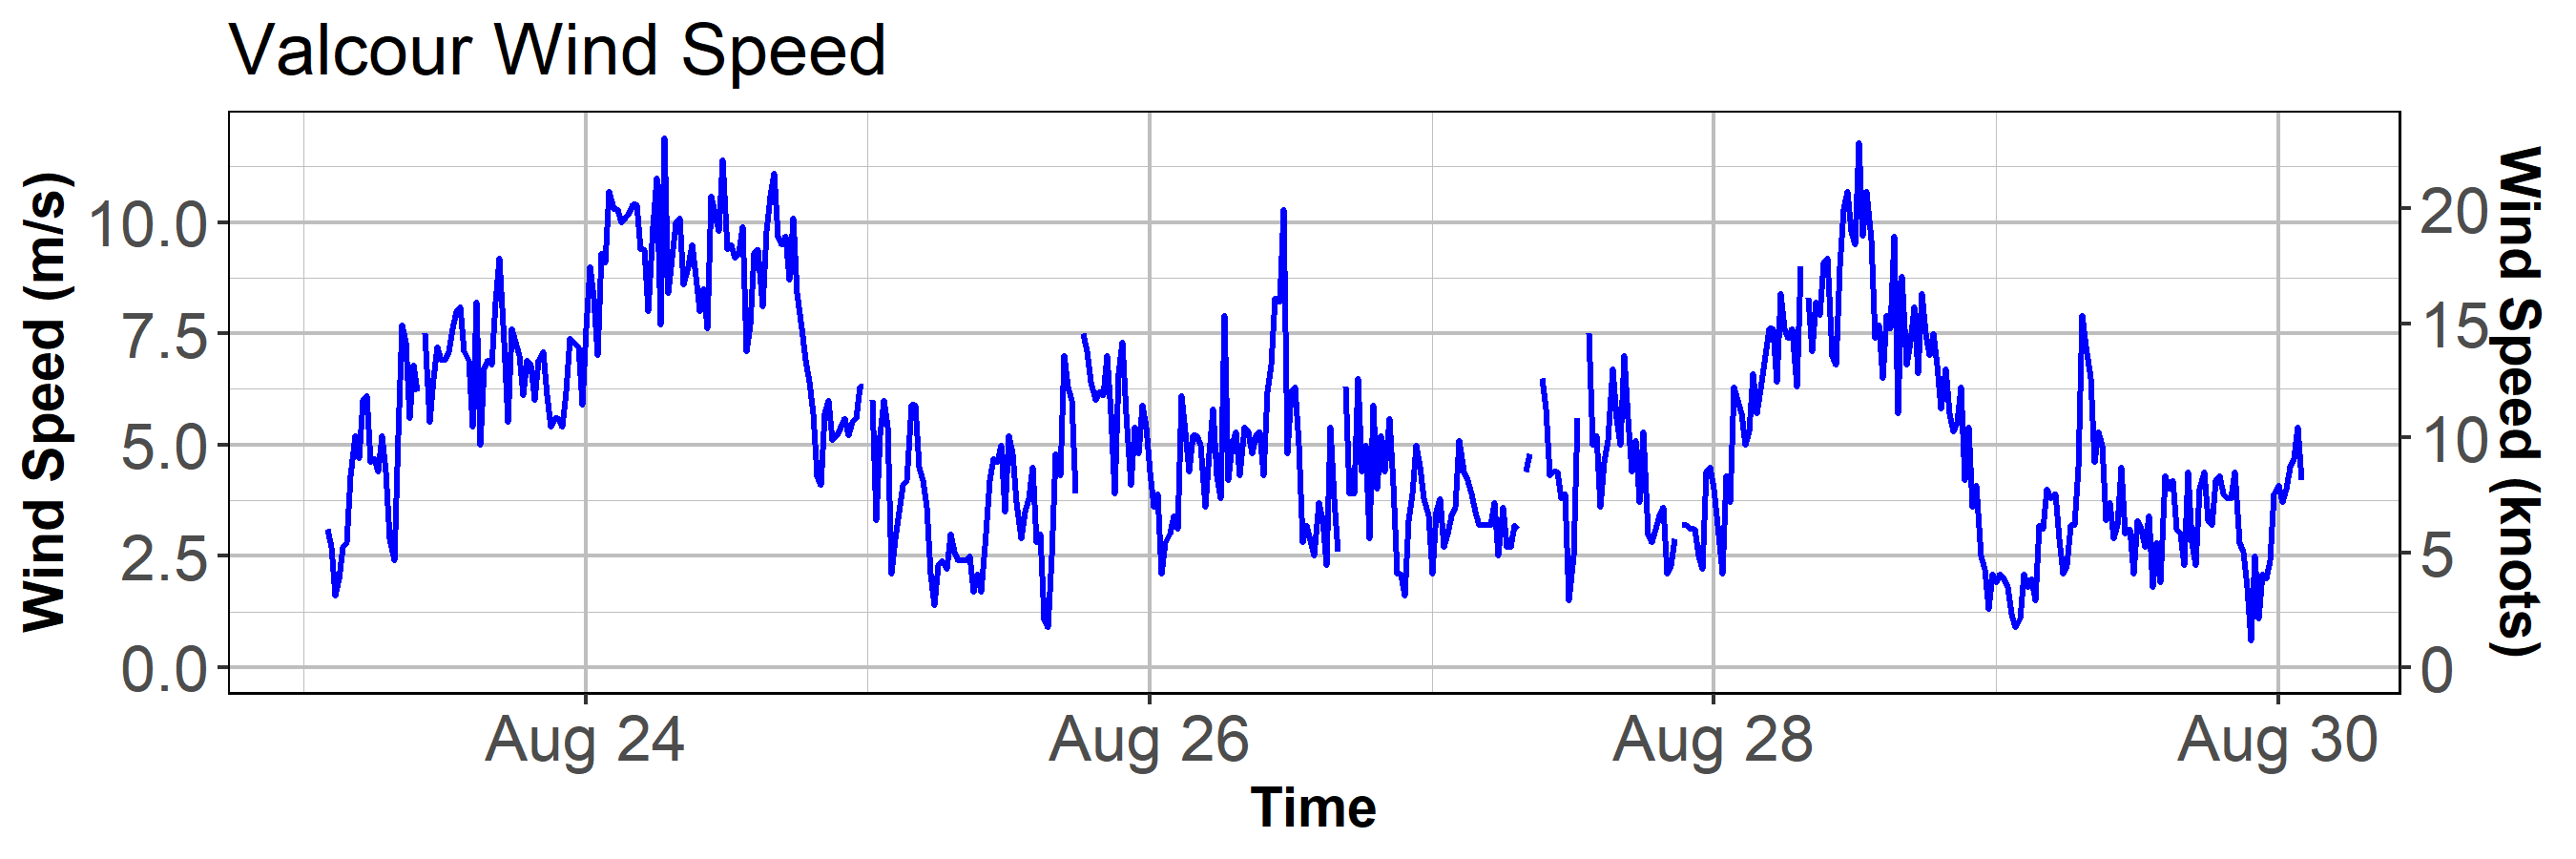 Valcour Wind Speed
Wind Speed (m/s)
10.0
7.5
5.0
2.5
0.0
20
15
10
5
0
Wind Speed (knots)
Aug 24
Aug 26
Aug 28
Aug 30
Time